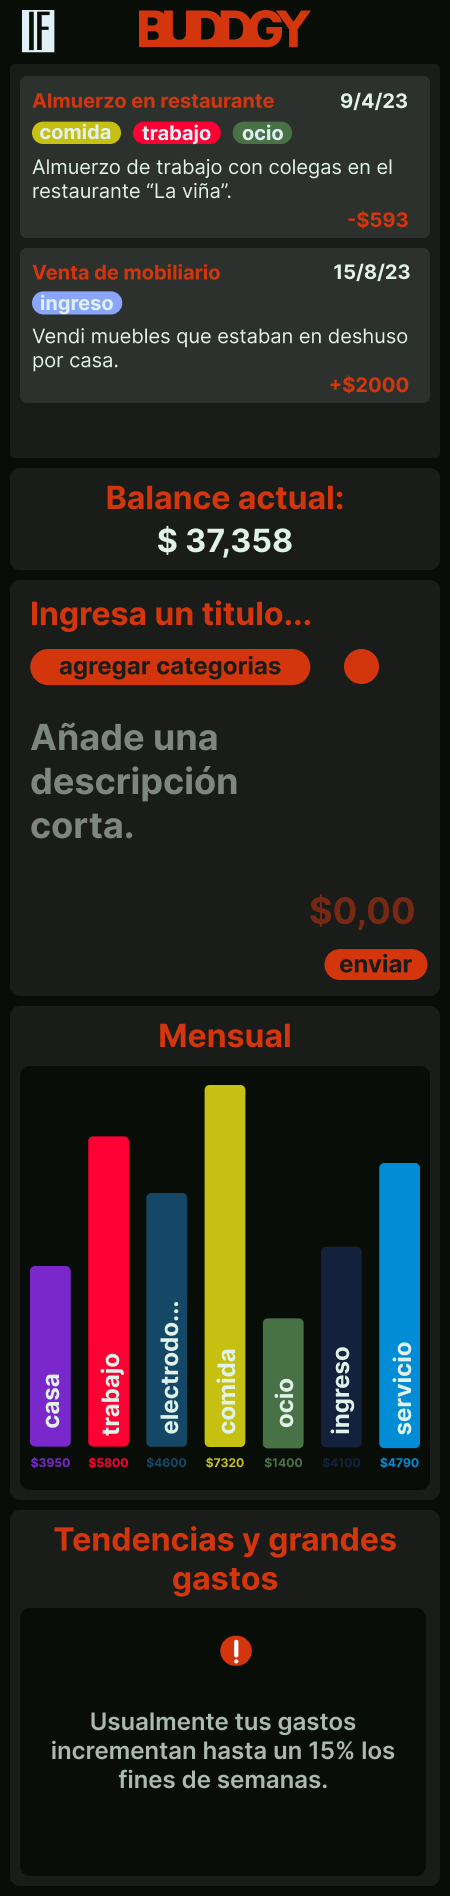 IF BUDDGY
Almuerzo en restaurante 9/4/23
comida trabajo ocio
Almuerzo de trabajo con colegas en el
restaurante “La viña”.
-$593
Venta de mobiliario 15/8/23
ingreso
Vendi muebles que estaban en deshuso
por casa.
+$2000
Balance actual:
$ 37,358
Ingresa un titulo...
agregar categorias
Añade una
descripción
corta.
$0,00
enviar
Mensual
casa trabajo electrodo... comida ocio ingreso servicio
$3950 $5800 $4600 $7320 $1400 $4100 $4790
Tendencias y grandes
gastos
!
Usualmente tus gastos
incrementan hasta un 15% los
fines de semanas.